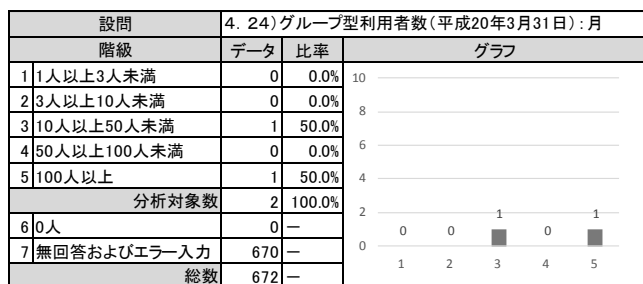 設問 4．24)グループ型利用者数(平成20年3月31日)：月
階級 データ 比率 グラフ
1 1人以上3人未満 0 0.0%
2 3人以上10人未満 0 0.0%
3 10人以上50人未満 1 50.0%
4 50人以上100人未満 0 0.0%
5 100人以上 1 50.0%
分析対象数 2 100.0%
6 0人 0 －
7 無回答およびエラー入力 670 －
総数 672 －
10
8
6
4
2
0
0 0 1 0 1
1 2 3 4 5